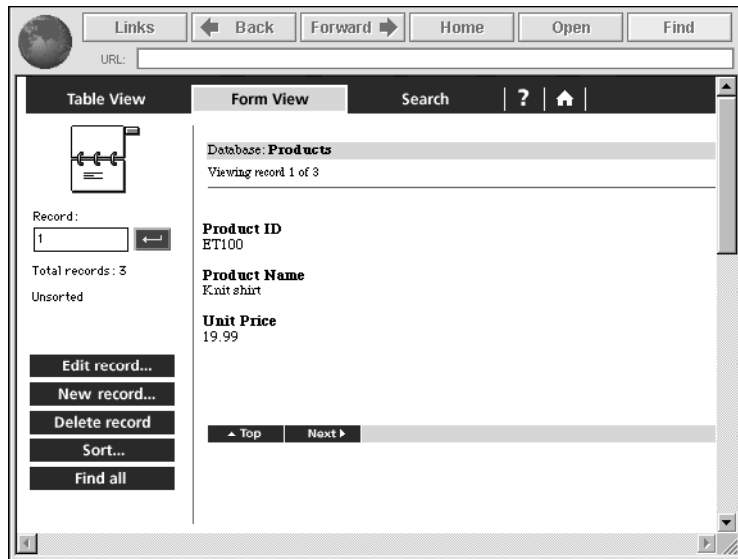 Links Back Forward Home Open Find
URL:
Table View Form View Search ?
Database: Products
Viewing record 1 of 3
Record:
1
Total records: 3
Unsorted
Product ID
ET100
Product Name
Knit shirt
Unit Price
19.99
Edit record...
New record...
Delete record
Sort...
Find all
Top Next